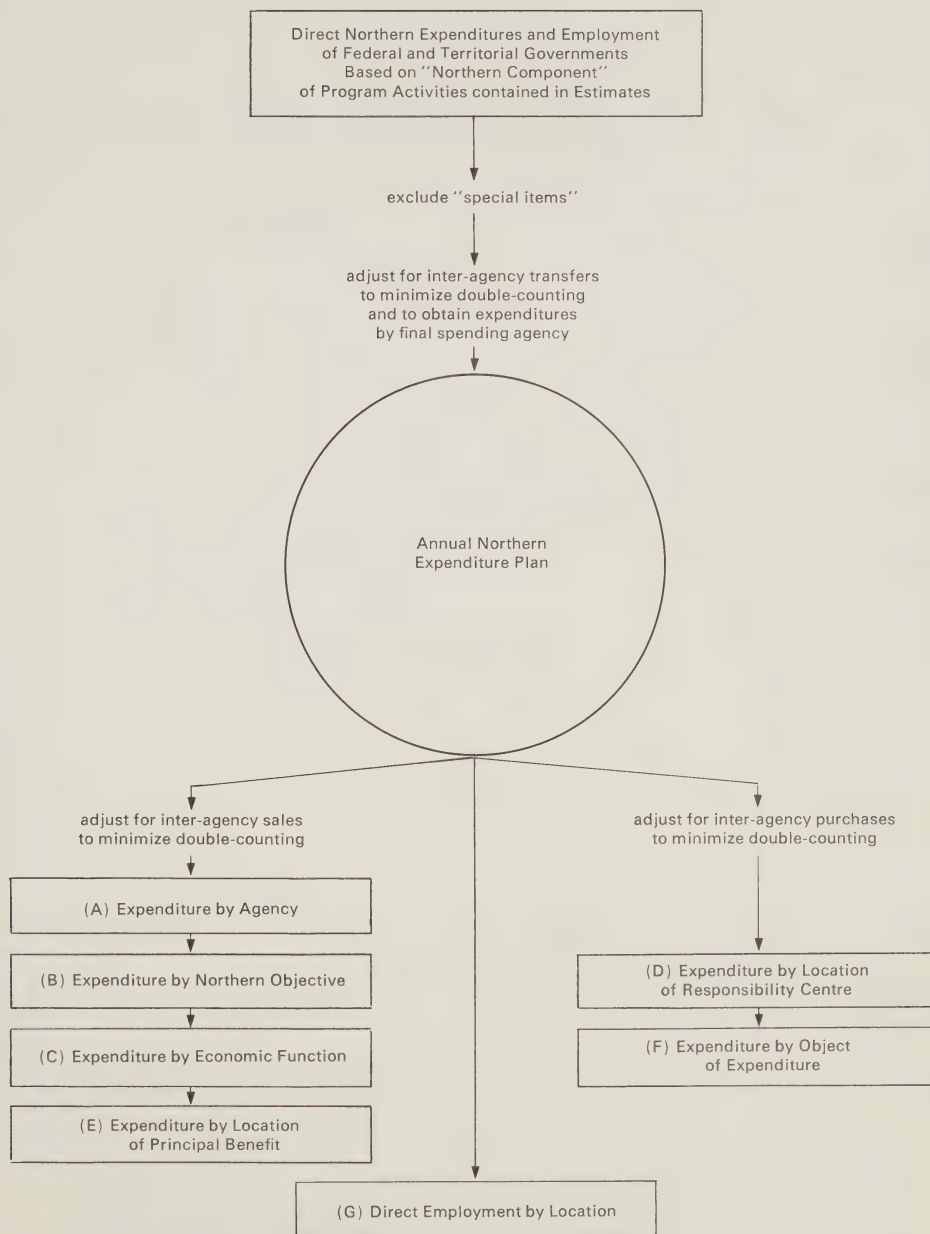 Direct Northern Expenditures and Employment
of Federal and Territorial Governments
Based on ''Northern Component''
of Program Activities contained in Estimates
exclude ''special items''
adjust for inter-agency transfers
to minimize double-counting
and to obtain expenditures
by final spending agency
Annual Northern
Expenditure Plan
adjust for inter-agency sales
to minimize double-counting
adjust for inter-agency purchases
to minimize double-counting
(A) Expenditure by Agency
(B) Expenditure by Northern Objective
(C) Expenditure by Economic Function
(E) Expenditure by Location
of Principal Benefit
(D) Expenditure by Location
of Responsibility Centre
(F) Expenditure by Object
of Expenditure
(G) Direct Employment by Location